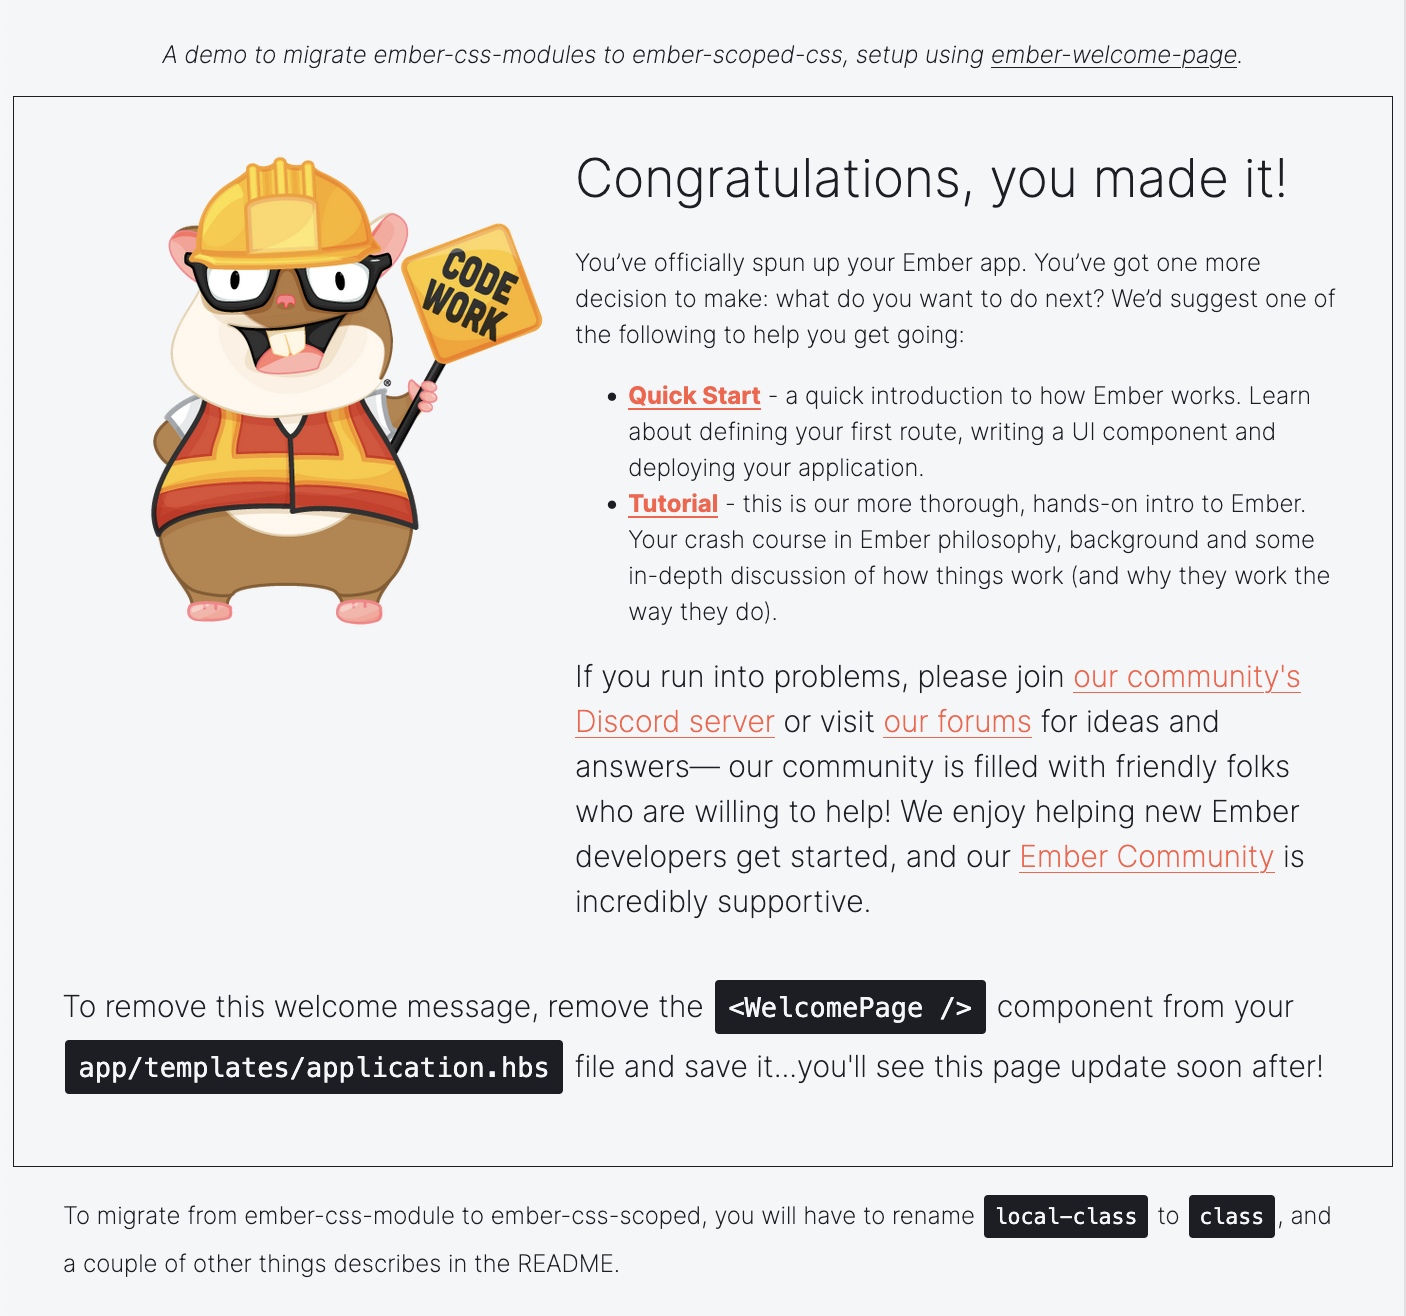 A demo to migrate ember-css-modules to ember-scoped-css, setup using ember-welcome-page.
CODE
WORK
®
Congratulations, you made it!
You’ve officially spun up your Ember app. You’ve got one more
decision to make: what do you want to do next? We’d suggest one of
the following to help you get going:
• Quick Start - a quick introduction to how Ember works. Learn
about defining your first route, writing a UI component and
deploying your application.
• Tutorial - this is our more thorough, hands-on intro to Ember.
Your crash course in Ember philosophy, background and some
in-depth discussion of how things work (and why they work the
way they do).
If you run into problems, please join our community's
Discord server or visit our forums for ideas and
answers— our community is filled with friendly folks
who are willing to help! We enjoy helping new Ember
developers get started, and our Ember Community is
incredibly supportive.
To remove this welcome message, remove the <WelcomePage /> component from your
app/templates/application.hbs file and save it...you'll see this page update soon after!
To migrate from ember-css-module to ember-css-scoped, you will have to rename local-class to class, and
a couple of other things describes in the README.